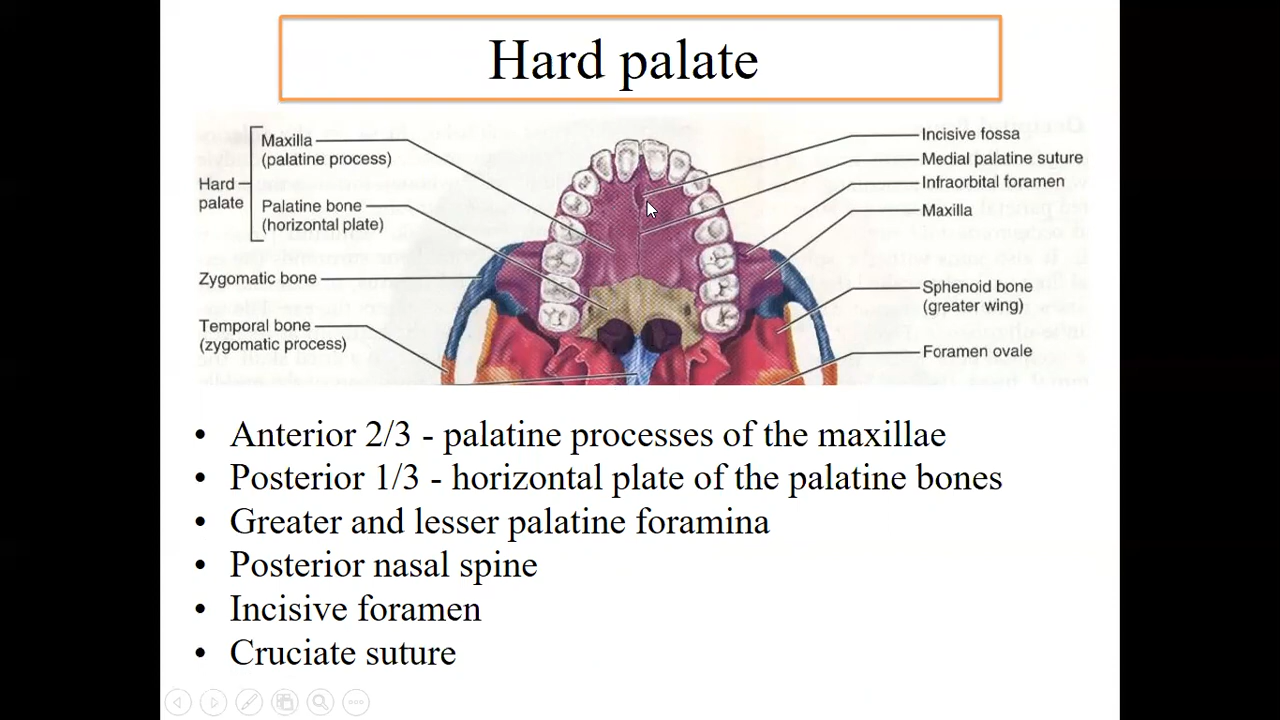 Hard palate
Maxilla
(palatine process)
Hard
palate
Palatine bone
(horizontal plate)
Zygomatic bone
Temporal bone
(zygomatic process)
Incisive fossa
Medial palatine suture
Infraorbital foramen
Maxilla
Sphenoid bone
(greater wing)
Foramen ovale
• Anterior 2/3 - palatine processes of the maxillae
• Posterior 1/3 - horizontal plate of the palatine bones
• Greater and lesser palatine foramina
• Posterior nasal spine
• Incisive foramen
• Cruciate suture